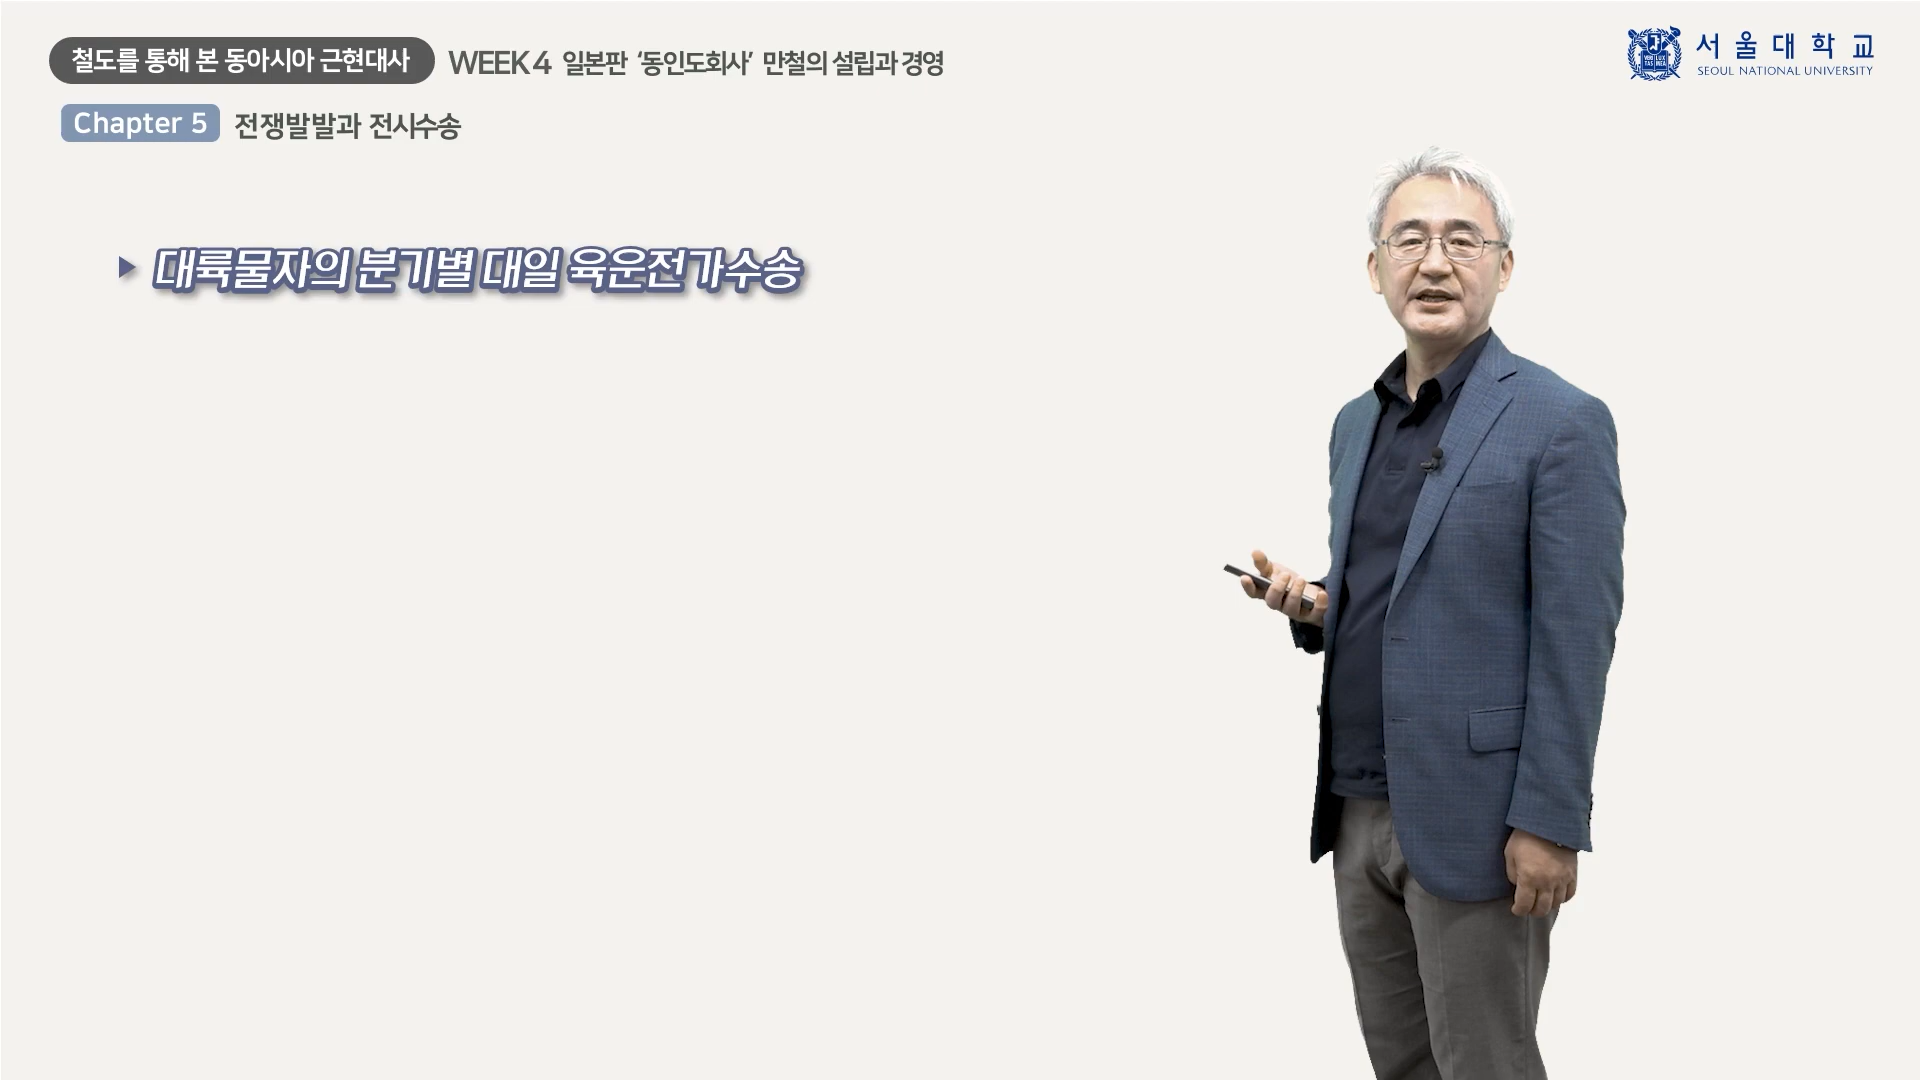 철도를 통해 본 동아시아 근현대사 WEEK 4 일본판 ‘동인도회사’ 만철의 설립과 경영
서울대학교
SEOUL NATIONAL UNIVERSITY
Chapter 5 전쟁발발과 전시수송
▶ 대륙물자의 분기별 대일 육운전가수송